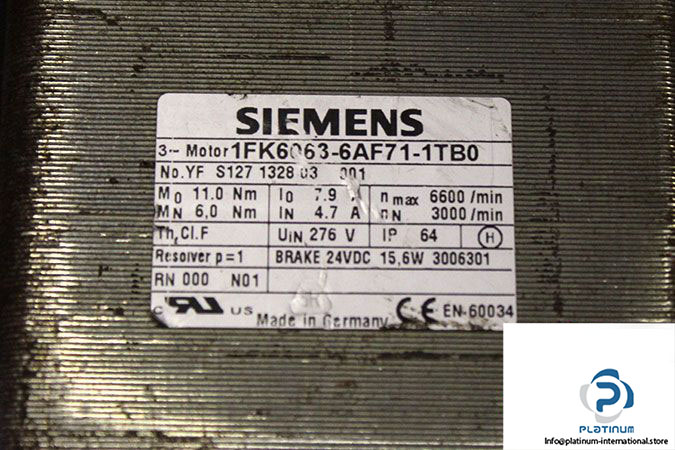 SIEMENS
3~ Motor 1FK6063-6AF71-1TB0
No.YF S127 1328 03 001
M0 11.0 Nm I0 7.9 A nmax 6600 /min
MN 6,0 Nm IN 4.7 A nN 3000 /min
Th.Cl.F UIN 276 V IP 64 H
Resolver p=1 BRAKE 24VDC 15,6W 3006301
RN 000 N01
C RU US CE EN-60034
Made in Germany
PLATINUM
Info@platinum-international.store